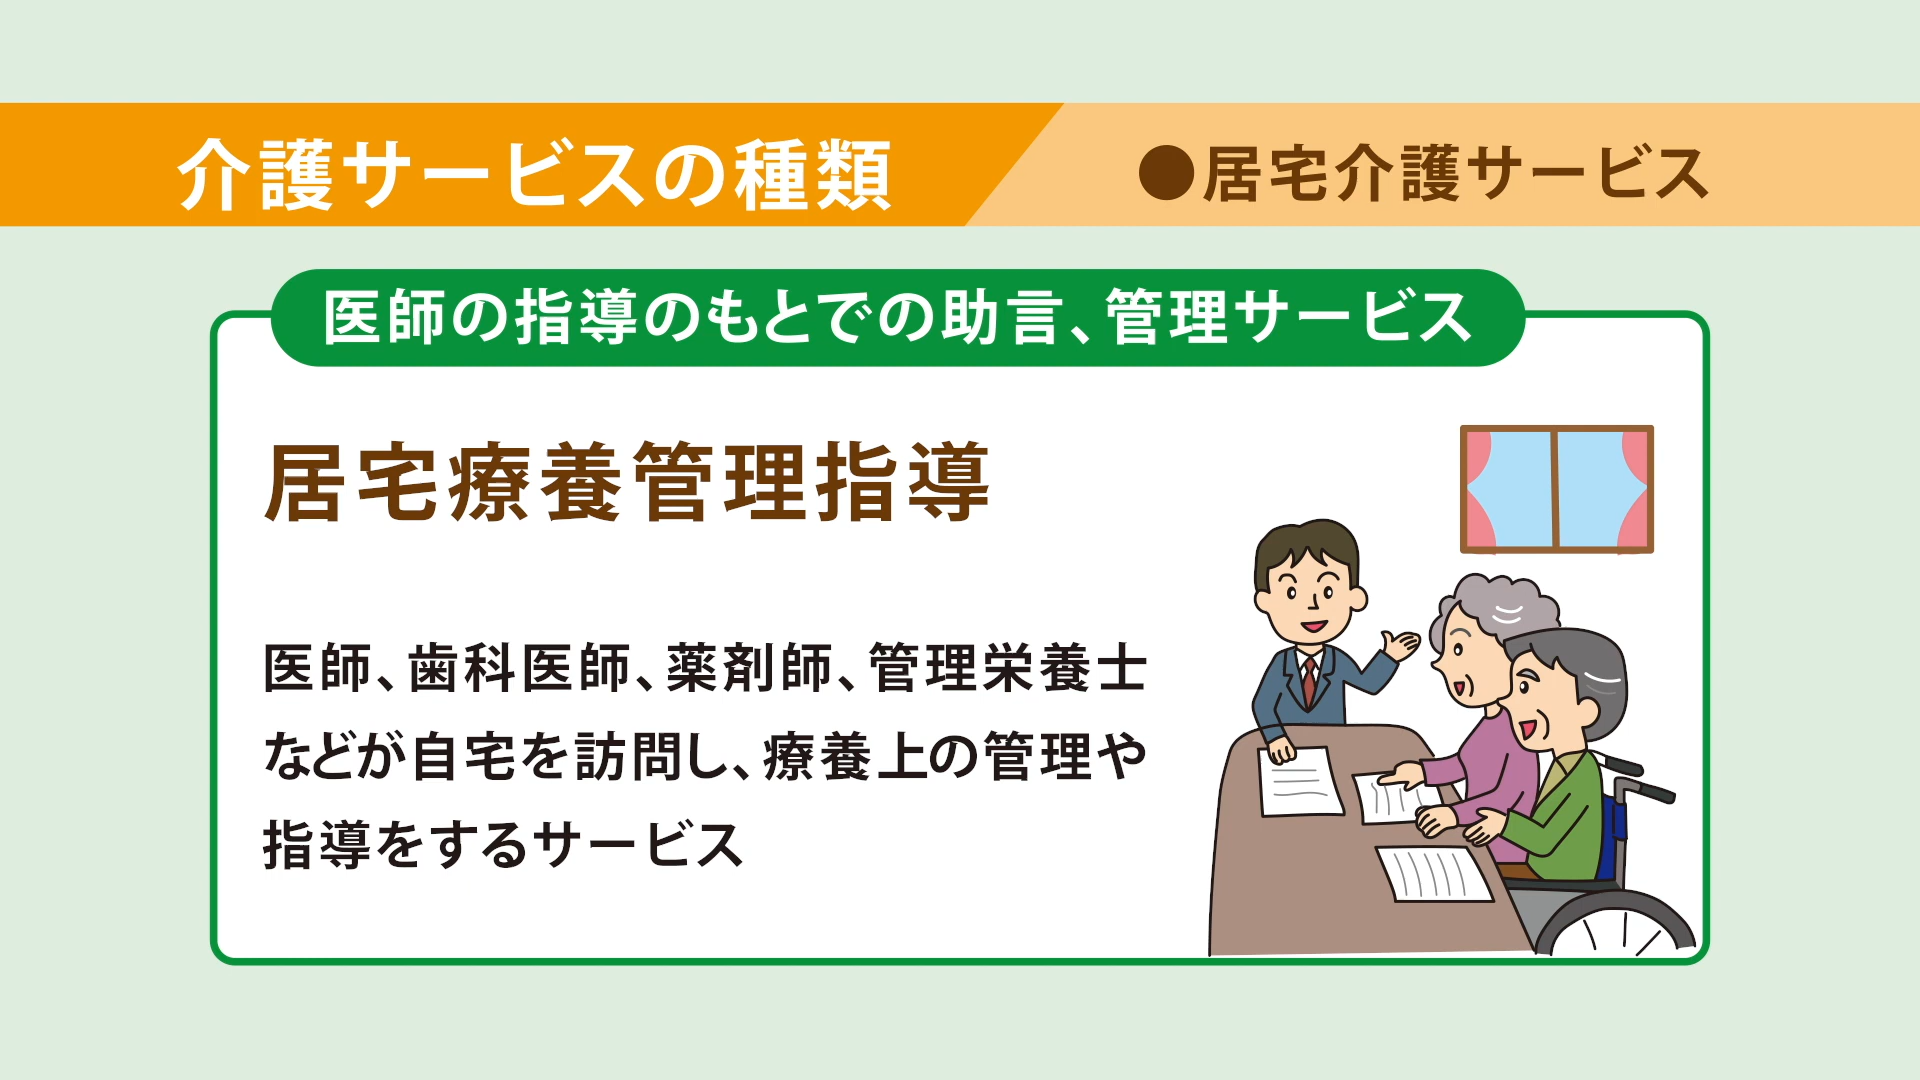 介護サービスの種類
●居宅介護サービス
医師の指導のもとでの助言、管理サービス
居宅療養管理指導
医師、歯科医師、薬剤師、管理栄養士
などが自宅を訪問し、療養上の管理や
指導をするサービス